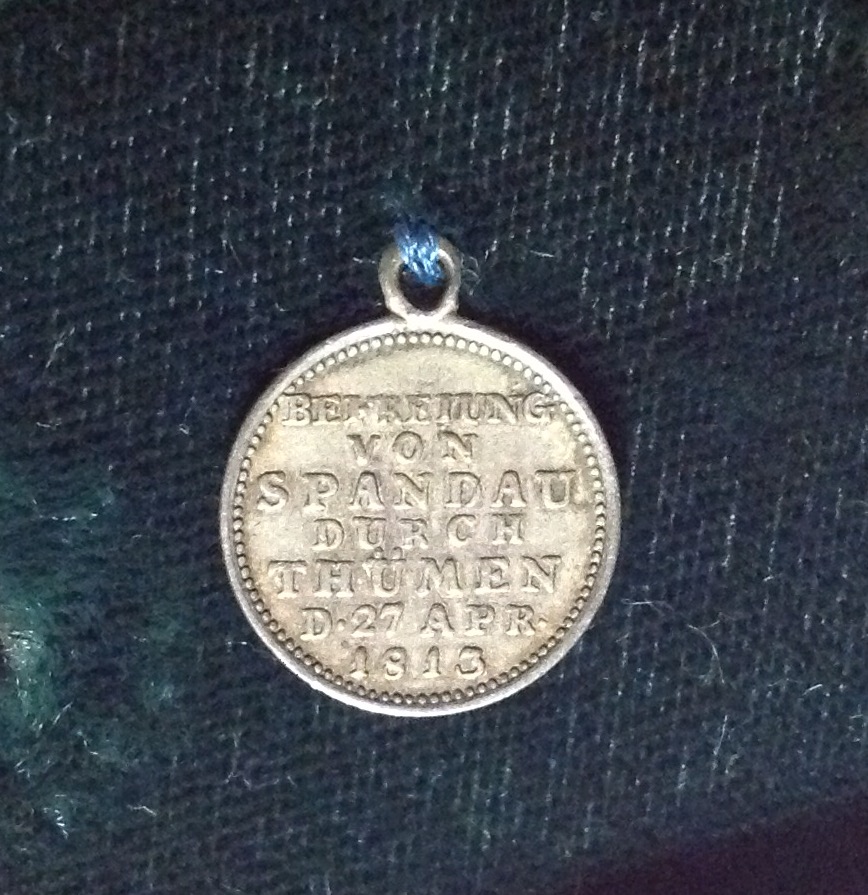 BEFREIUNG
VON
SPANDAU
DURCH
THÜMEN
D·27 APR·
1813